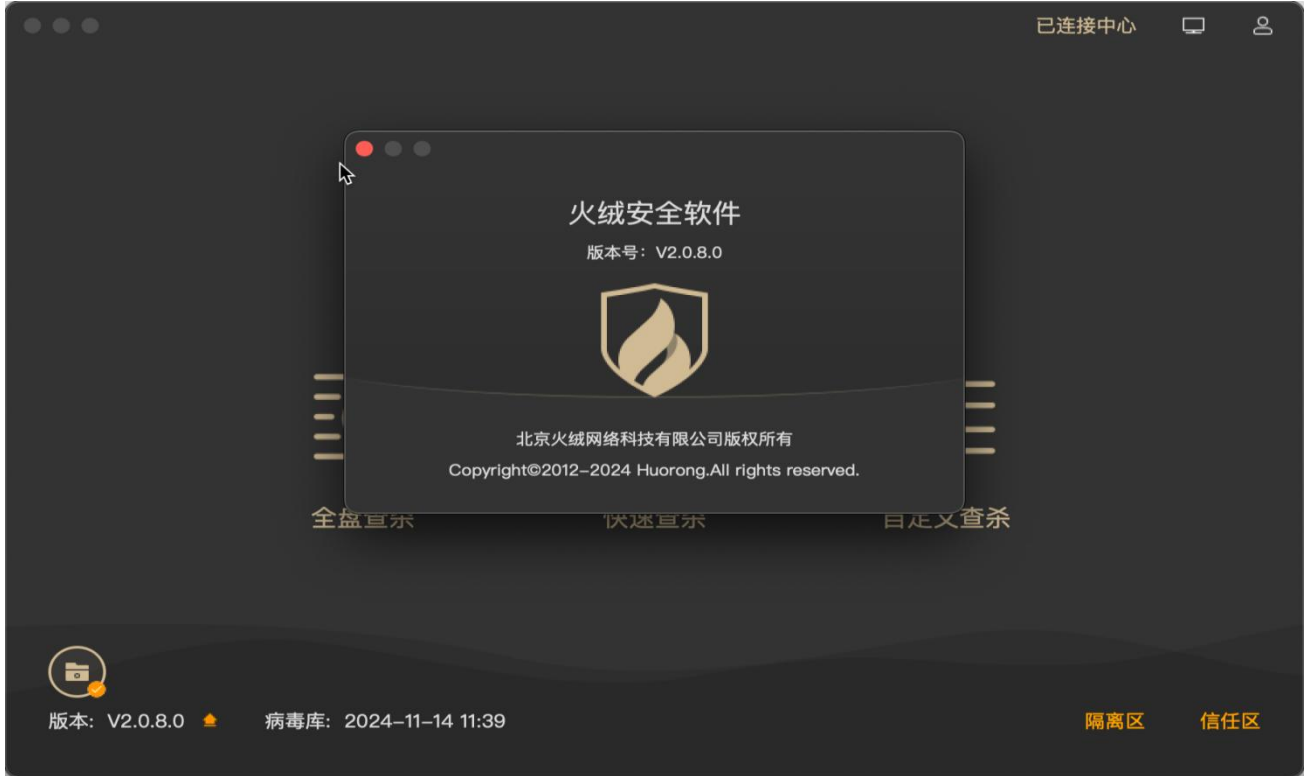 已连接中心
火绒安全软件
版本号：V2.0.8.0
北京火绒网络科技有限公司版权所有
Copyright©2012–2024 Huorong.All rights reserved.
全盘查杀
快速查杀
自定义查杀
版本：V2.0.8.0
病毒库：2024–11–14 11:39
隔离区
信任区